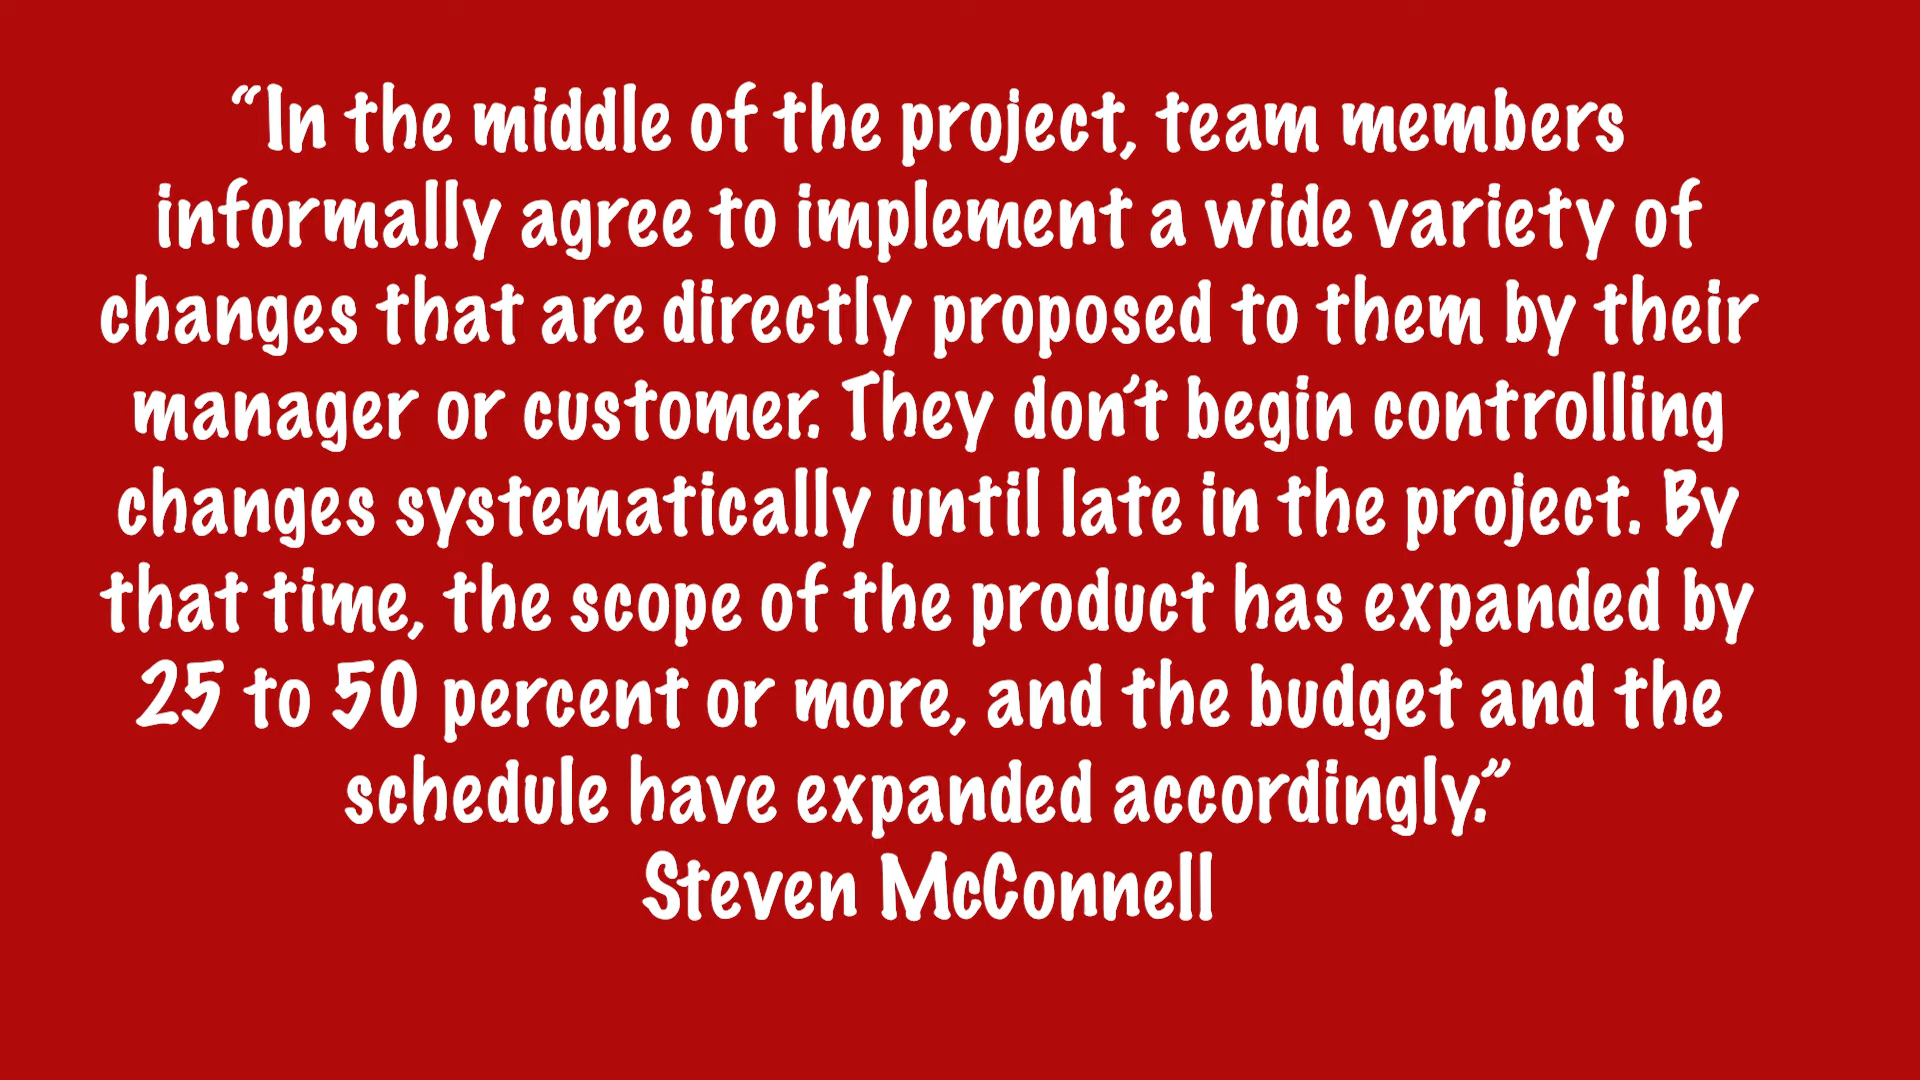 “In the middle of the project, team members
informally agree to implement a wide variety of
changes that are directly proposed to them by their
manager or customer. They don’t begin controlling
changes systematically until late in the project. By
that time, the scope of the product has expanded by
25 to 50 percent or more, and the budget and the
schedule have expanded accordingly.”
Steven McConnell